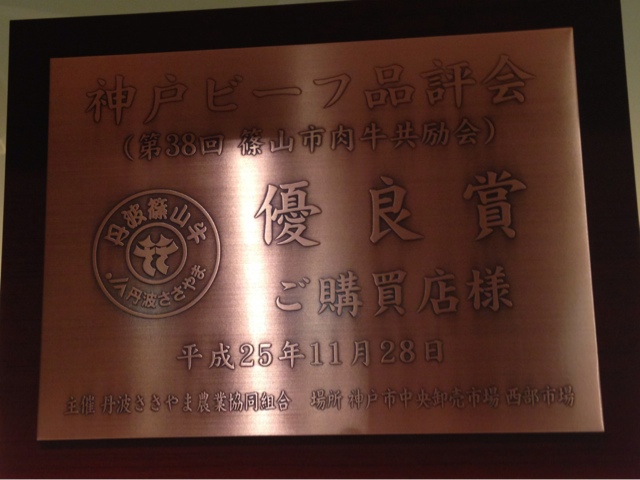 神戸ビーフ品評会
(第38回 篠山市肉牛共励会)
優良賞
丹波篠山牛
JA丹波ささやま
ご購買店様
平成25年11月28日
主催 丹波ささやま農業協同組合 場所 神戸市中央卸売市場 西部市場